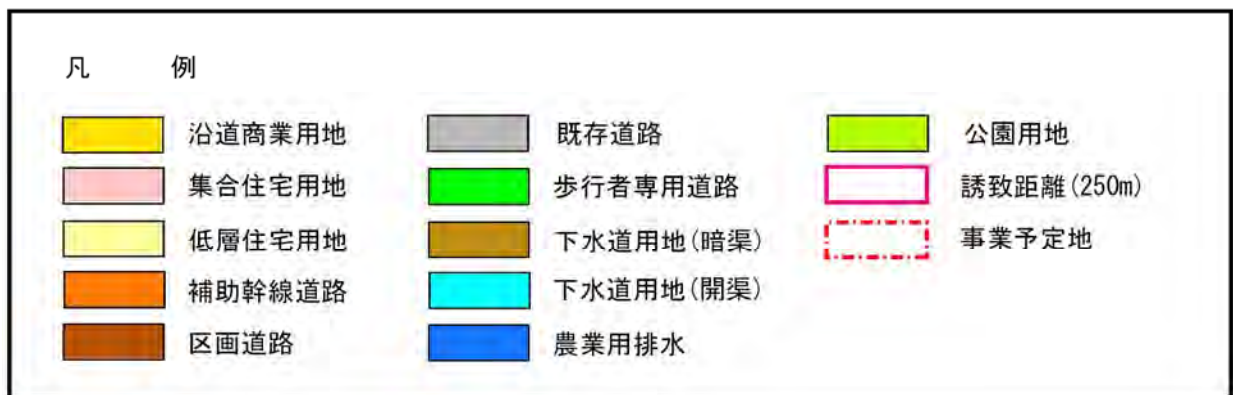 凡　例
沿道商業用地
集合住宅用地
低層住宅用地
補助幹線道路
区画道路
既存道路
歩行者専用道路
下水道用地(暗渠)
下水道用地(開渠)
農業用排水
公園用地
誘致距離(250m)
事業予定地